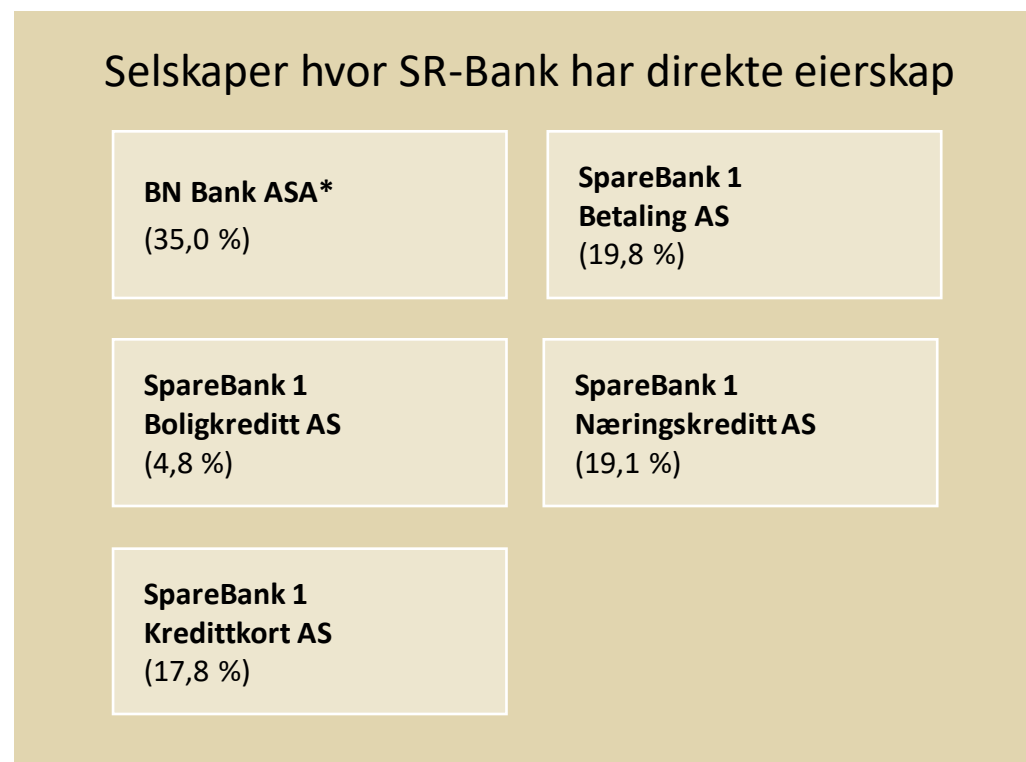 Selskaper hvor SR-Bank har direkte eierskap
BN Bank ASA*
(35,0 %)
SpareBank 1
Betaling AS
(19,8 %)
SpareBank 1
Boligkreditt AS
(4,8 %)
SpareBank 1
Næringskreditt AS
(19,1 %)
SpareBank 1
Kredittkort AS
(17,8 %)